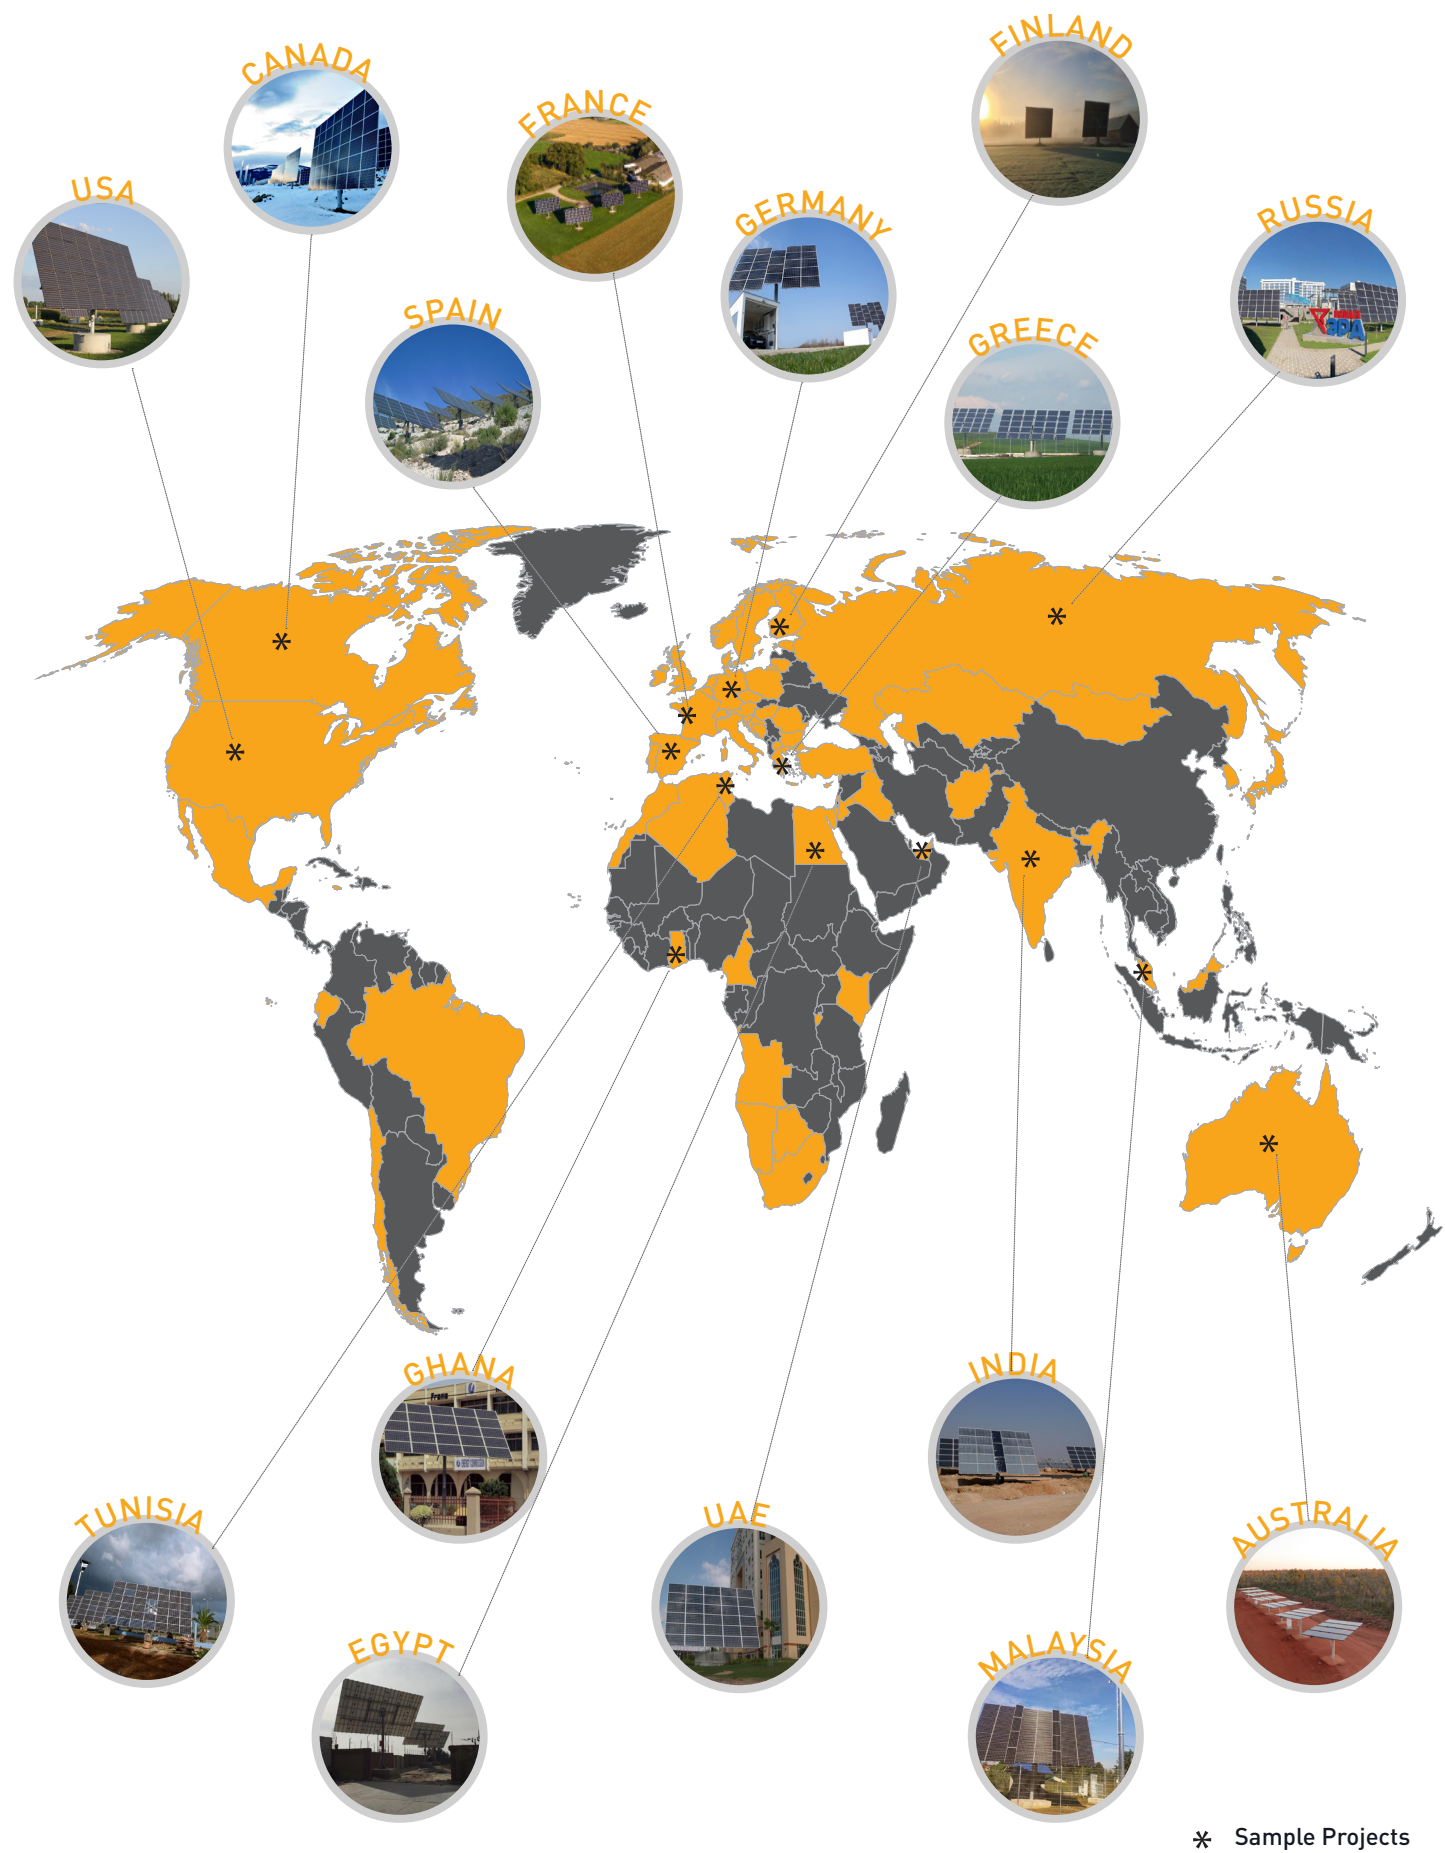 FINLAND
CANADA
FRANCE
USA
GERMANY
RUSSIA
SPAIN
GREECE
GHANA
INDIA
TUNISIA
UAE
AUSTRALIA
EGYPT
MALAYSIA
* Sample Projects